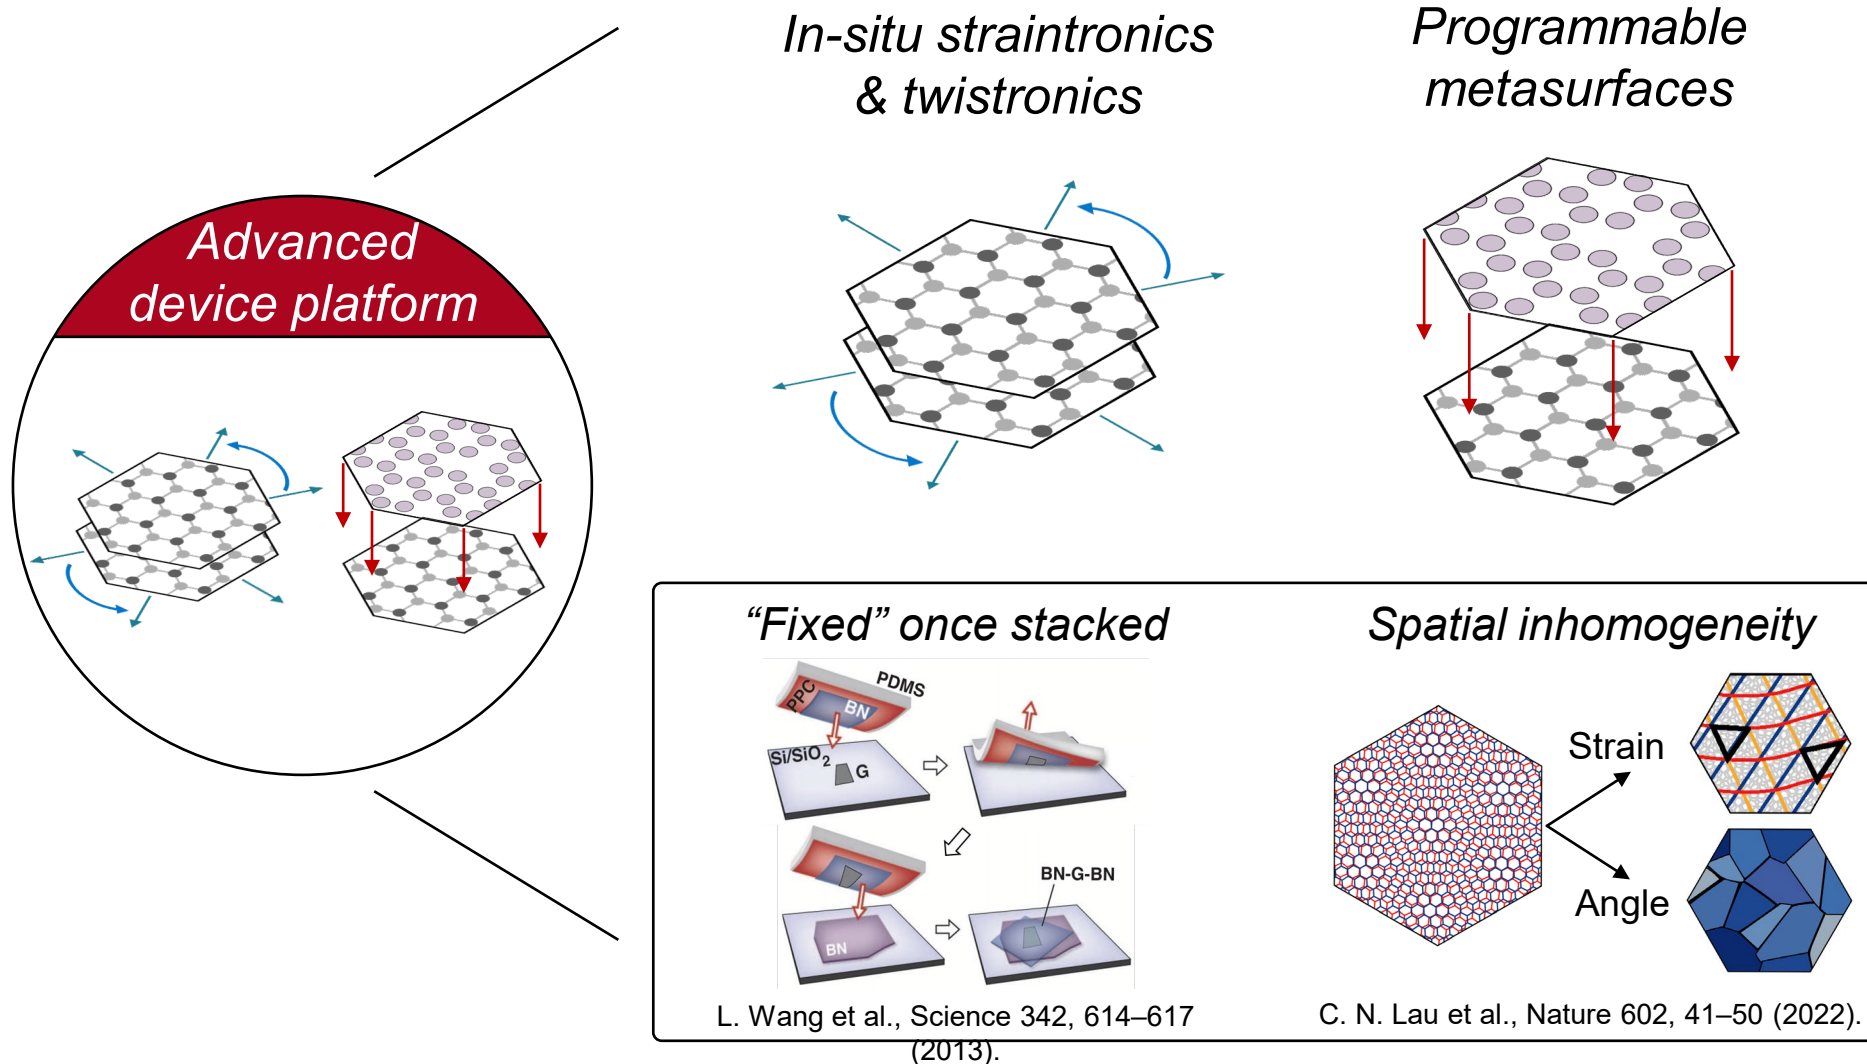 In-situ straintronics
& twistronics
Programmable
metasurfaces
Advanced
device platform
“Fixed” once stacked
PDMS
PPC
BN
Si/SiO2
G
BN-G-BN
BN
L. Wang et al., Science 342, 614–617
(2013).
Spatial inhomogeneity
Strain
Angle
C. N. Lau et al., Nature 602, 41–50 (2022).